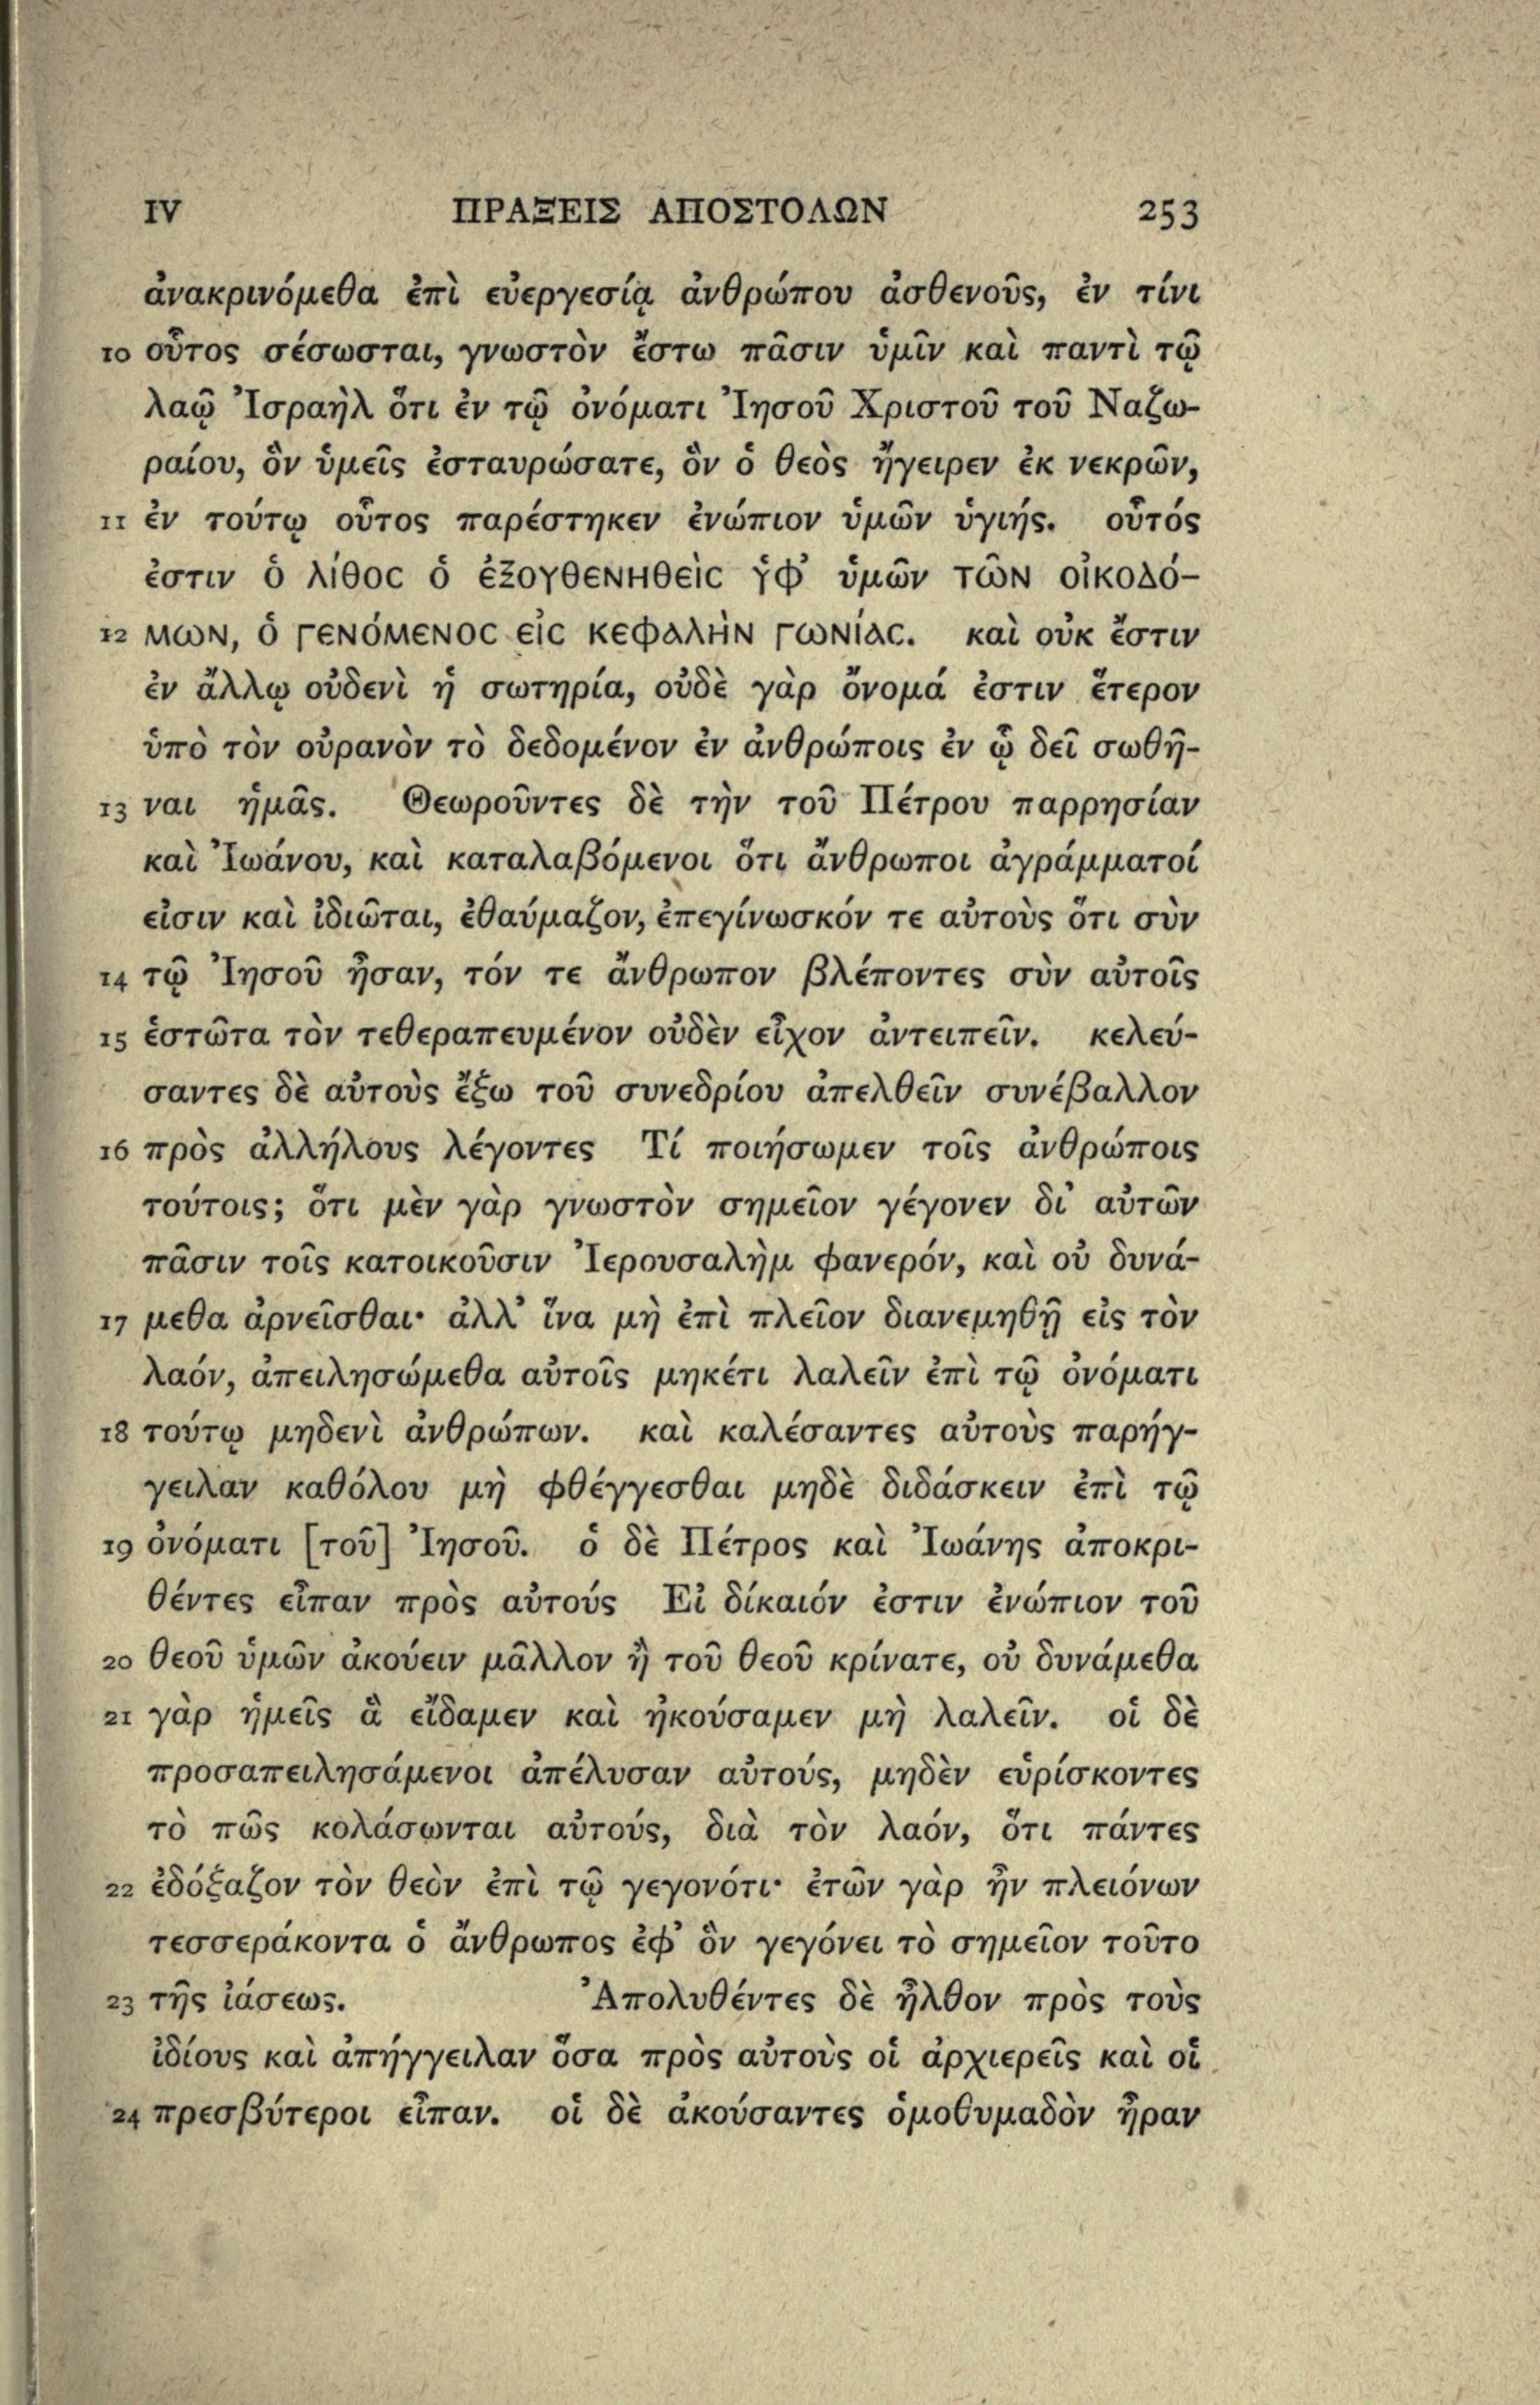 IV ΠΡΑΞΕΙΣ ΑΠΟΣΤΟΛΩΝ 253
ἀνακρινόμεθα ἐπὶ εὐεργεσίᾳ ἀνθρώπου ἀσθενοῦς, ἐν τίνι
10 οὗτος σέσωσται, γνωστὸν ἔστω πᾶσιν ὑμῖν καὶ παντὶ τῷ
λαῷ Ἰσραὴλ ὅτι ἐν τῷ ὀνόματι Ἰησοῦ Χριστοῦ τοῦ Ναζω-
ραίου, ὃν ὑμεῖς ἐσταυρώσατε, ὃν ὁ θεὸς ἤγειρεν ἐκ νεκρῶν,
11 ἐν τούτῳ οὗτος παρέστηκεν ἐνώπιον ὑμῶν ὑγιής. οὗτός
ἐστιν ὁ λίθοϲ ὁ ἐξογθενηθεὶϲ ὑφ᾽ ὑμῶν τῶν οἰκοδό-
12 μων, ὁ γενόμενοϲ εἰϲ κεφαλὴν γωνίαϲ. καὶ οὐκ ἔστιν
ἐν ἄλλῳ οὐδενὶ ἡ σωτηρία, οὐδὲ γὰρ ὄνομά ἐστιν ἕτερον
ὑπὸ τὸν οὐρανὸν τὸ δεδομένον ἐν ἀνθρώποις ἐν ᾧ δεῖ σωθῆ-
13 ναι ἡμᾶς. Θεωροῦντες δὲ τὴν τοῦ Πέτρου παρρησίαν
καὶ Ἰωάνου, καὶ καταλαβόμενοι ὅτι ἄνθρωποι ἀγράμματοί
εἰσιν καὶ ἰδιῶται, ἐθαύμαζον, ἐπεγίνωσκόν τε αὐτοὺς ὅτι σὺν
14 τῷ Ἰησοῦ ἦσαν, τόν τε ἄνθρωπον βλέποντες σὺν αὐτοῖς
15 ἑστῶτα τὸν τεθεραπευμένον οὐδὲν εἶχον ἀντειπεῖν. κελεύ-
σαντες δὲ αὐτοὺς ἔξω τοῦ συνεδρίου ἀπελθεῖν συνέβαλλον
16 πρὸς ἀλλήλους λέγοντες Τί ποιήσωμεν τοῖς ἀνθρώποις
τούτοις; ὅτι μὲν γὰρ γνωστὸν σημεῖον γέγονεν δι᾽ αὐτῶν
πᾶσιν τοῖς κατοικοῦσιν Ἰερουσαλὴμ φανερόν, καὶ οὐ δυνά-
17 μεθα ἀρνεῖσθαι· ἀλλ᾽ ἵνα μὴ ἐπὶ πλεῖον διανεμηθῇ εἰς τὸν
λαόν, ἀπειλησώμεθα αὐτοῖς μηκέτι λαλεῖν ἐπὶ τῷ ὀνόματι
18 τούτῳ μηδενὶ ἀνθρώπων. καὶ καλέσαντες αὐτοὺς παρήγ-
γειλαν καθόλου μὴ φθέγγεσθαι μηδὲ διδάσκειν ἐπὶ τῷ
19 ὀνόματι [τοῦ] Ἰησοῦ. ὁ δὲ Πέτρος καὶ Ἰωάνης ἀποκρι-
θέντες εἶπαν πρὸς αὐτούς Εἰ δίκαιόν ἐστιν ἐνώπιον τοῦ
20 θεοῦ ὑμῶν ἀκούειν μᾶλλον ἢ τοῦ θεοῦ κρίνατε, οὐ δυνάμεθα
21 γὰρ ἡμεῖς ἃ εἴδαμεν καὶ ἠκούσαμεν μὴ λαλεῖν. οἱ δὲ
προσαπειλησάμενοι ἀπέλυσαν αὐτούς, μηδὲν εὑρίσκοντες
τὸ πῶς κολάσωνται αὐτούς, διὰ τὸν λαόν, ὅτι πάντες
22 ἐδόξαζον τὸν θεὸν ἐπὶ τῷ γεγονότι· ἐτῶν γὰρ ἦν πλειόνων
τεσσεράκοντα ὁ ἄνθρωπος ἐφ᾽ ὃν γεγόνει τὸ σημεῖον τοῦτο
23 τῆς ἰάσεως. Ἀπολυθέντες δὲ ἦλθον πρὸς τοὺς
ἰδίους καὶ ἀπήγγειλαν ὅσα πρὸς αὐτοὺς οἱ ἀρχιερεῖς καὶ οἱ
24 πρεσβύτεροι εἶπαν. οἱ δὲ ἀκούσαντες ὁμοθυμαδὸν ἦραν